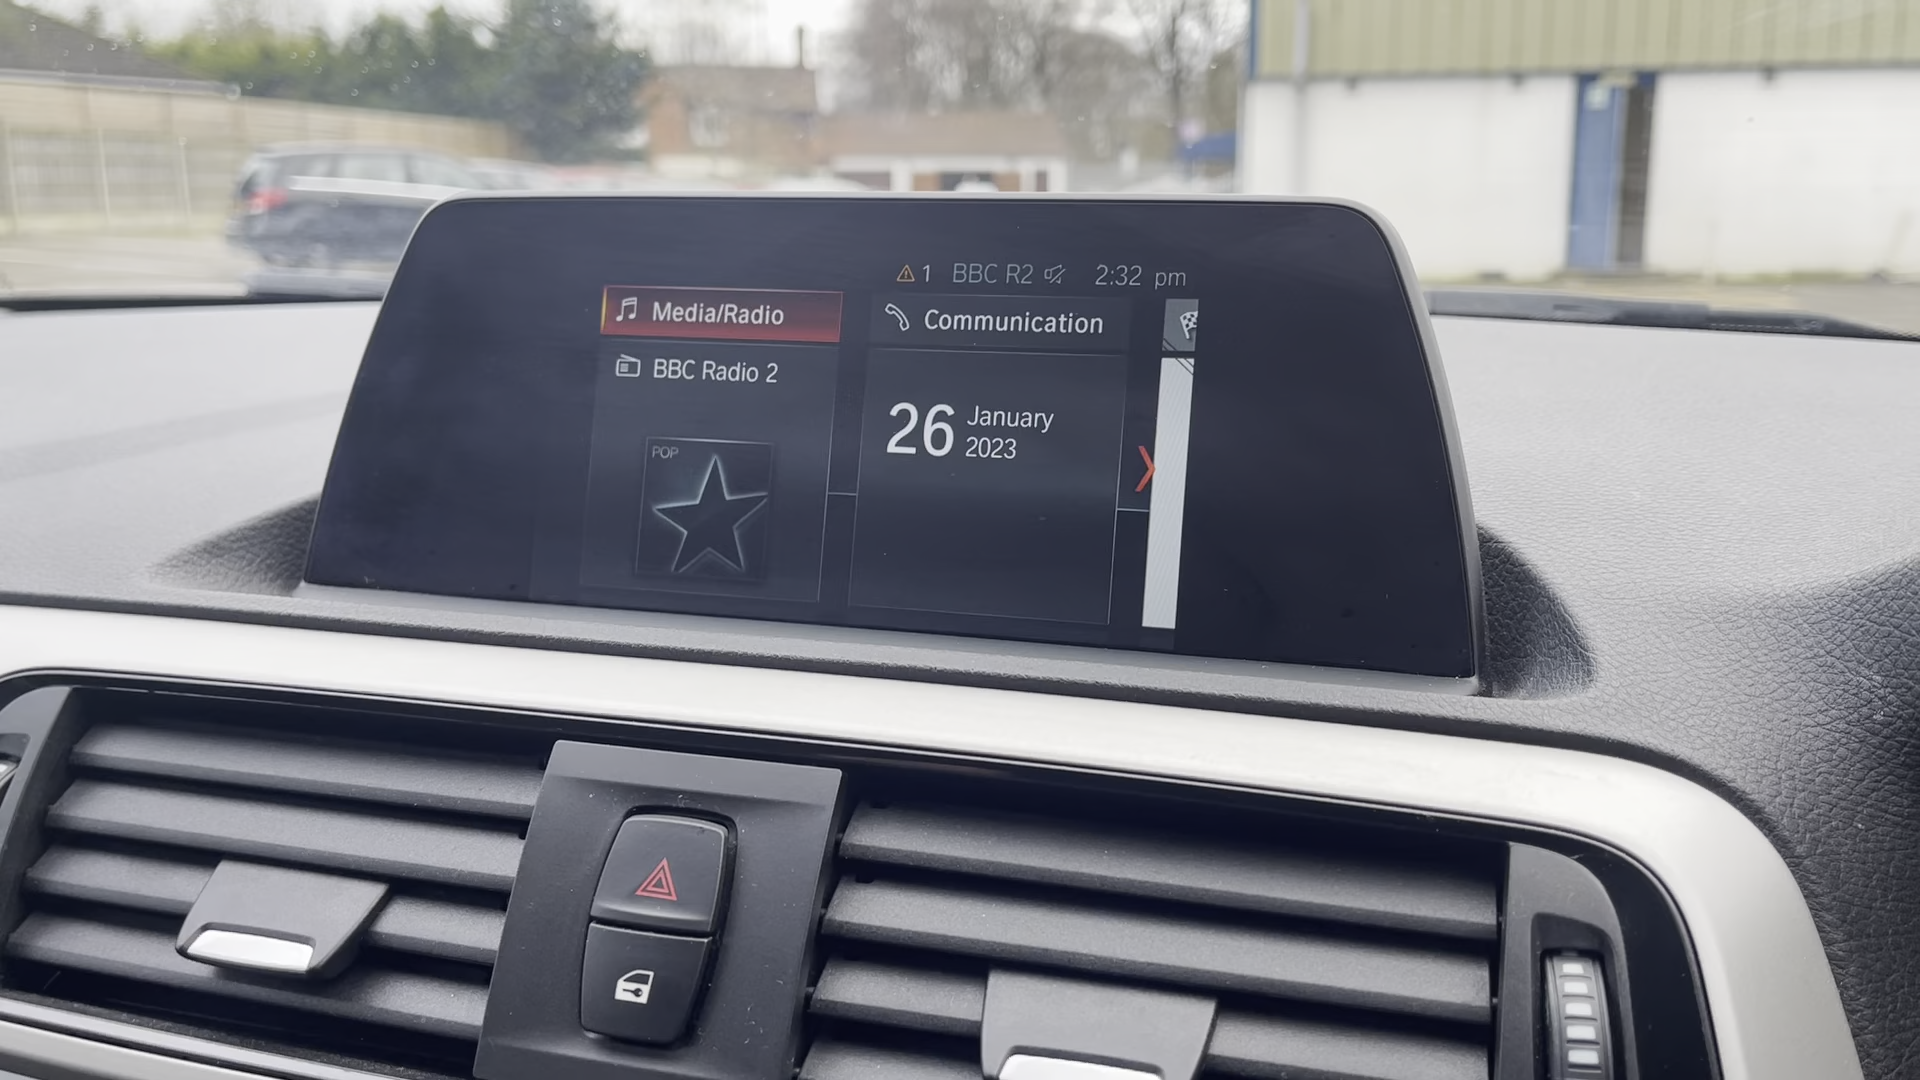 1 BBC R2 2:32 pm
Media/Radio
BBC Radio 2
POP
Communication
26 January
2023